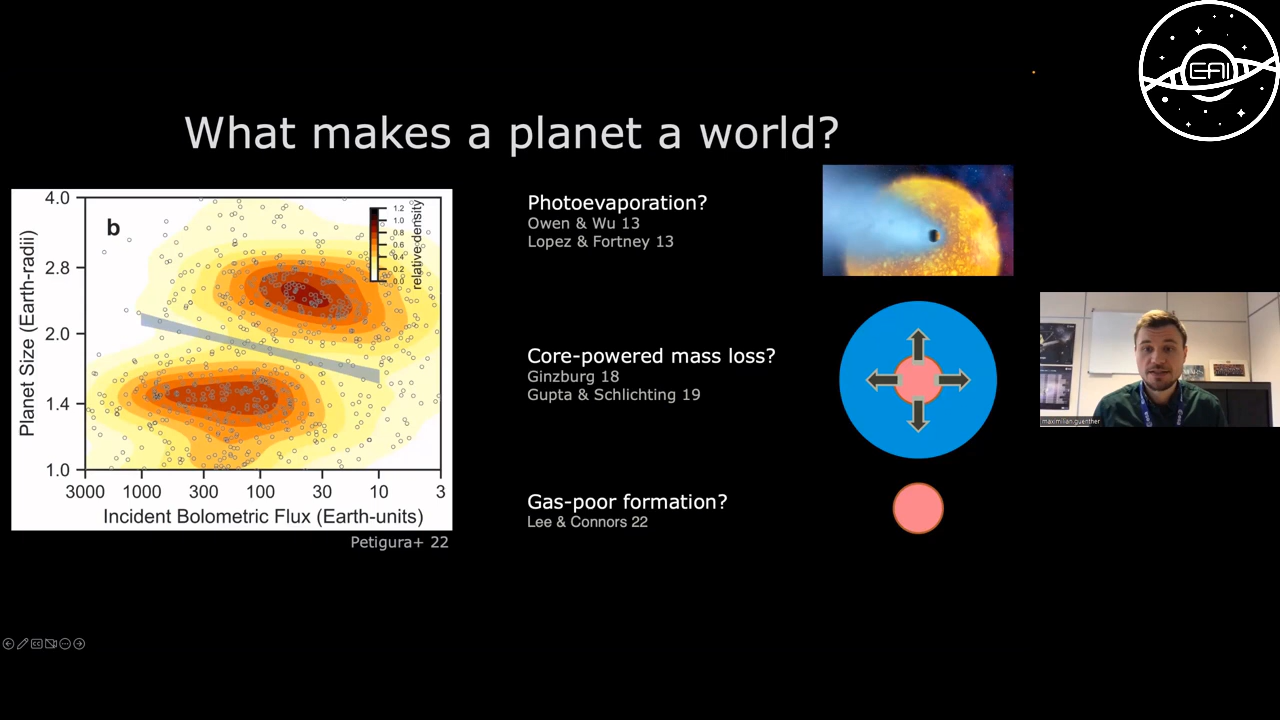 EAI
What makes a planet a world?
4.0
2.8
2.0
1.4
1.0
Planet Size (Earth-radii)
b
1.2
1.0
0.8
0.6
0.4
0.2
0.0
relative density
3000 1000 300 100 30 10 3
Incident Bolometric Flux (Earth-units)
Petigura+ 22
Photoevaporation?
Owen & Wu 13
Lopez & Fortney 13
Core-powered mass loss?
Ginzburg 18
Gupta & Schlichting 19
Gas-poor formation?
Lee & Connors 22
maximilian.guenther
CC